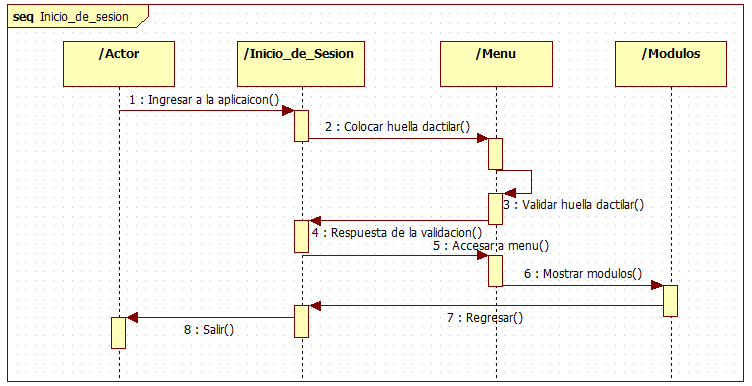 seq Inicio_de_sesion
/Actor
/Inicio_de_Sesion
/Menu
/Modulos
1 : Ingresar a la aplicaicon()
2 : Colocar huella dactilar()
3 : Validar huella dactilar()
4 : Respuesta de la validacion()
5 : Accesar a menu()
6 : Mostrar modulos()
7 : Regresar()
8 : Salir()